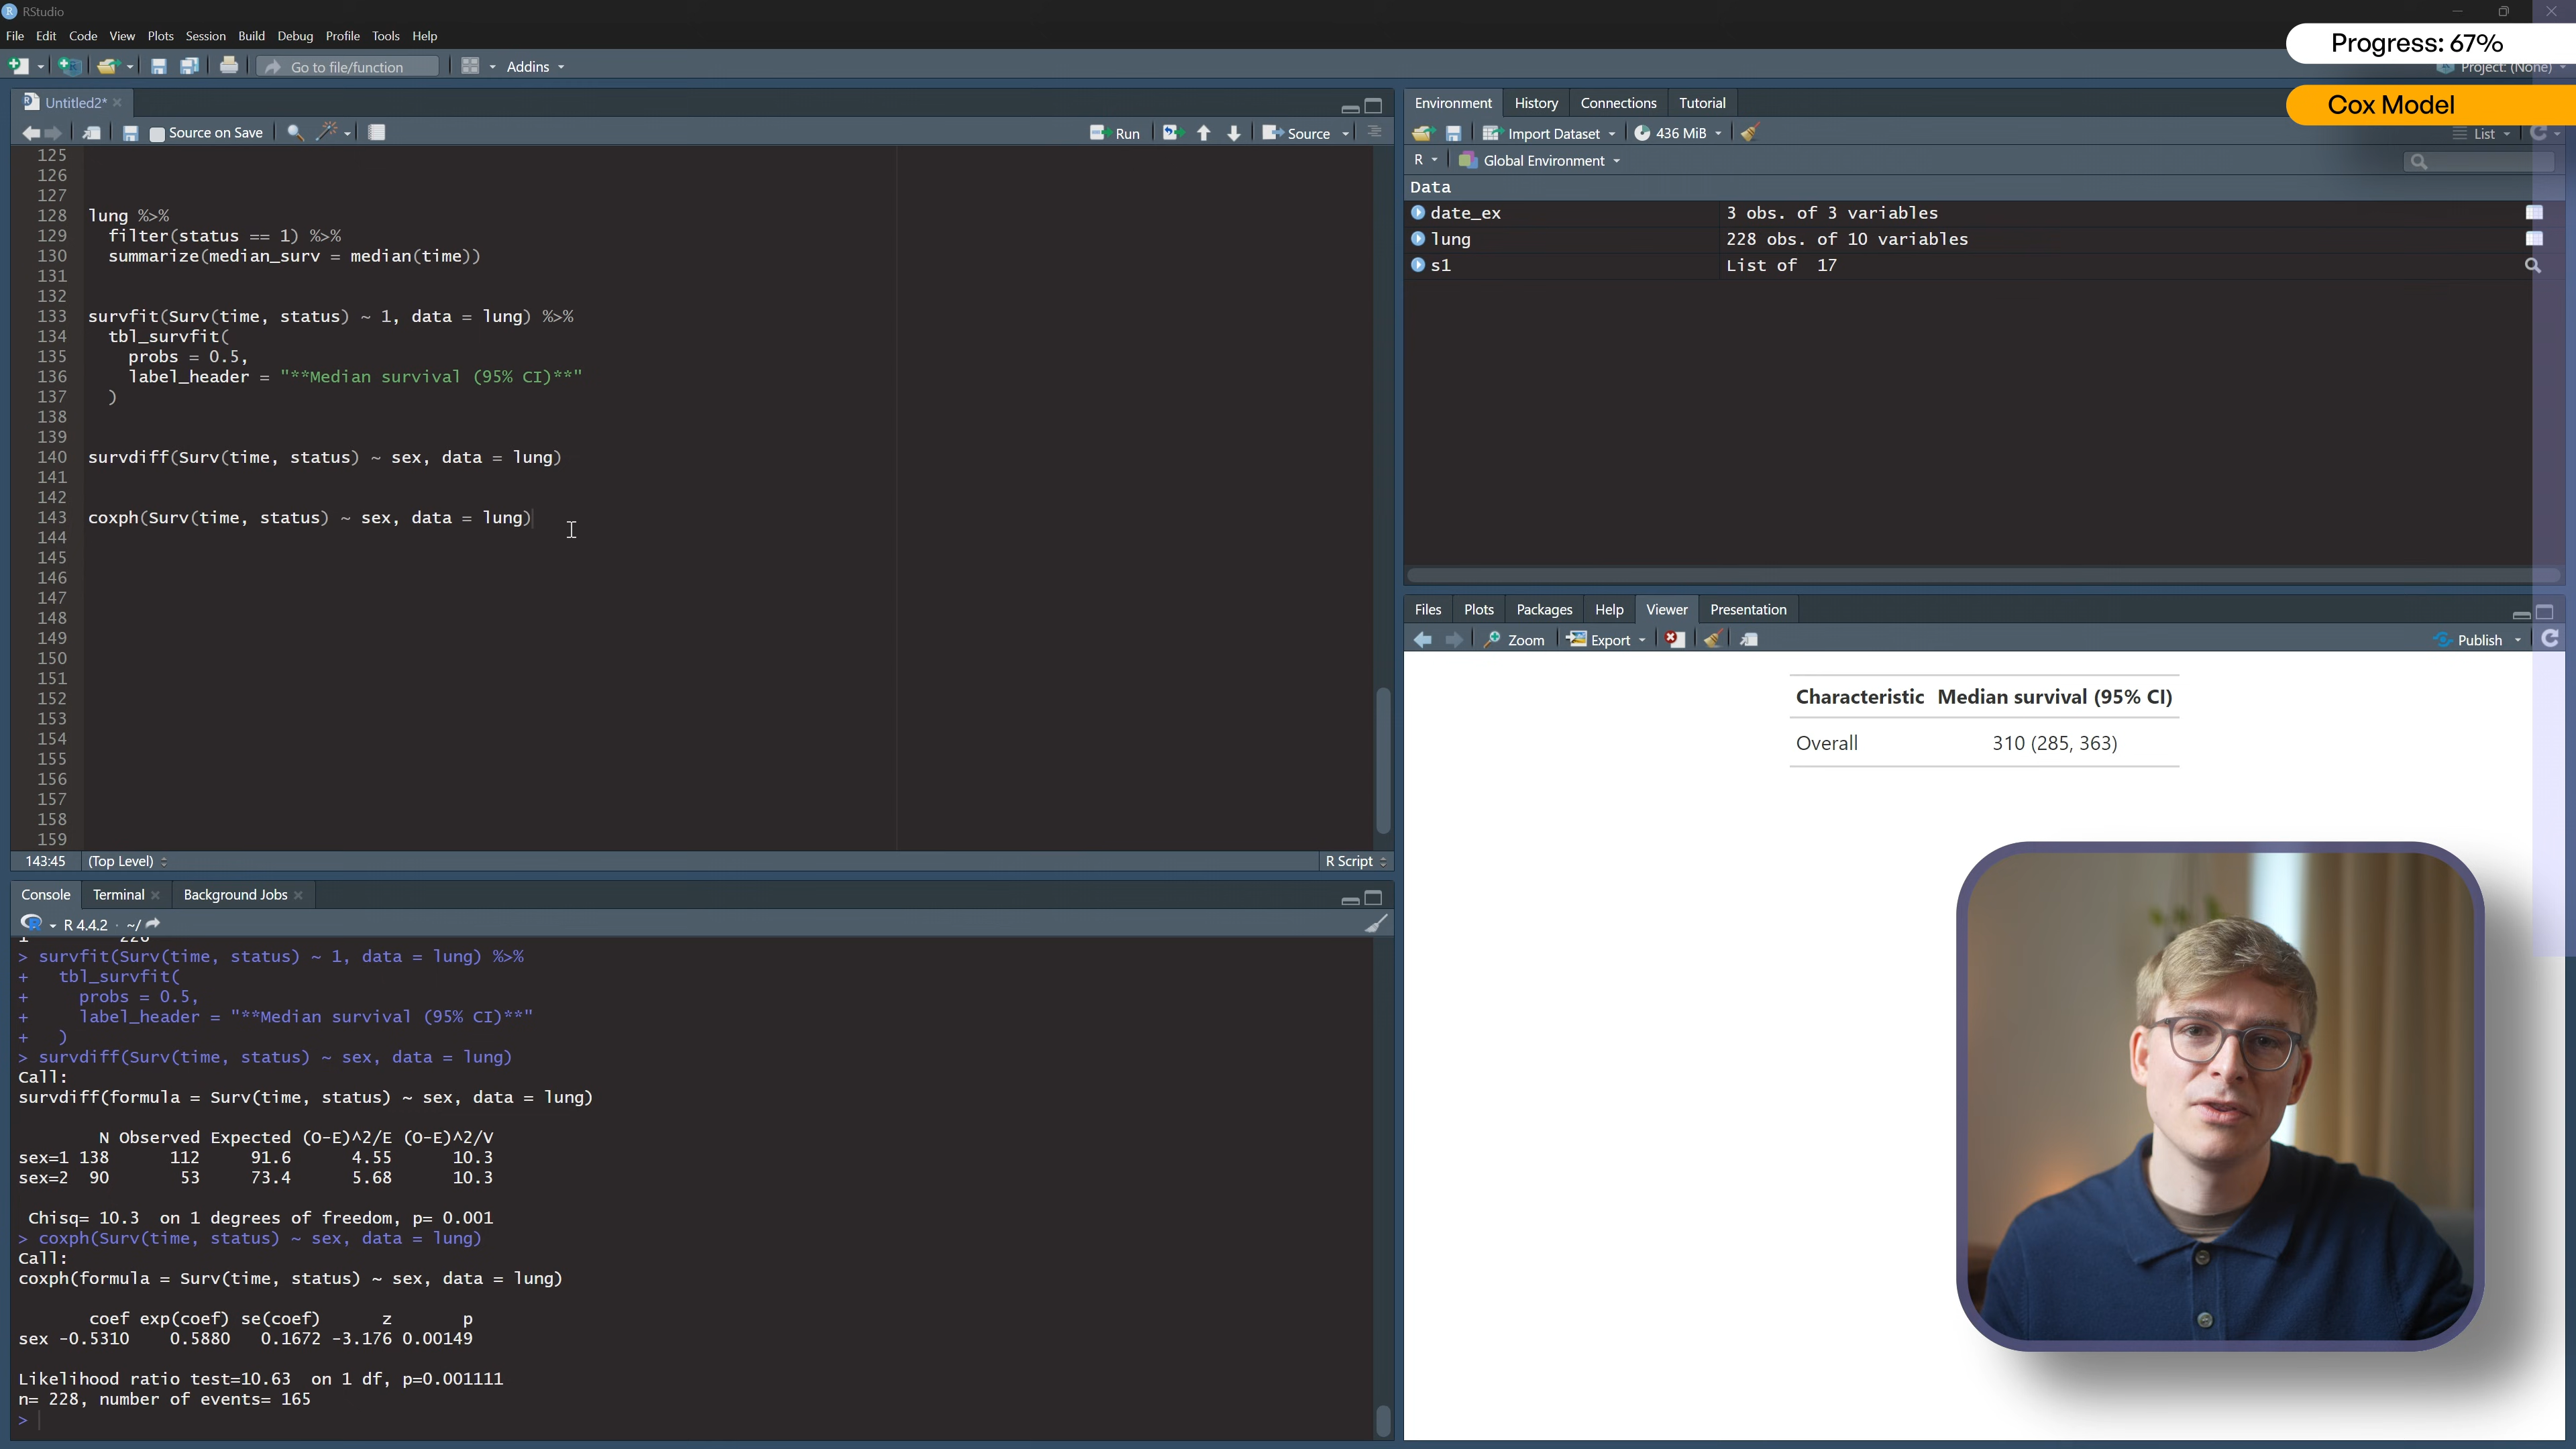 RStudio
File Edit Code View Plots Session Build Debug Profile Tools Help
Progress: 67%
Go to file/function
Addins
Project: (None)
Cox Model
Untitled2*
Source on Save
Run
Source
125
126
127
128 lung %>%
129 filter(status == 1) %>%
130 summarize(median_surv = median(time))
131
132
133 survfit(Surv(time, status) ~ 1, data = lung) %>%
134 tbl_survfit(
135 probs = 0.5,
136 label_header = "**Median survival (95% CI)**"
137 )
138
139
140 survdiff(Surv(time, status) ~ sex, data = lung)
141
142
143 coxph(Surv(time, status) ~ sex, data = lung)
144
145
146
147
148
149
150
151
152
153
154
155
156
157
158
159
143:45 (Top Level) R Script
Console Terminal Background Jobs
R 4.4.2 · ~/
> survfit(Surv(time, status) ~ 1, data = lung) %>%
+ tbl_survfit(
+ probs = 0.5,
+ label_header = "**Median survival (95% CI)**"
+ )
> survdiff(Surv(time, status) ~ sex, data = lung)
Call:
survdiff(formula = Surv(time, status) ~ sex, data = lung)
N Observed Expected (O-E)^2/E (O-E)^2/V
sex=1 138 112 91.6 4.55 10.3
sex=2 90 53 73.4 5.68 10.3
Chisq= 10.3 on 1 degrees of freedom, p= 0.001
> coxph(Surv(time, status) ~ sex, data = lung)
Call:
coxph(formula = Surv(time, status) ~ sex, data = lung)
coef exp(coef) se(coef) z p
sex -0.5310 0.5880 0.1672 -3.176 0.00149
Likelihood ratio test=10.63 on 1 df, p=0.001111
n= 228, number of events= 165
>
Environment History Connections Tutorial
Import Dataset 436 MiB List
R Global Environment
Data
date_ex 3 obs. of 3 variables
lung 228 obs. of 10 variables
s1 List of 17
Files Plots Packages Help Viewer Presentation
Zoom Export Publish
Characteristic Median survival (95% CI)
Overall 310 (285, 363)